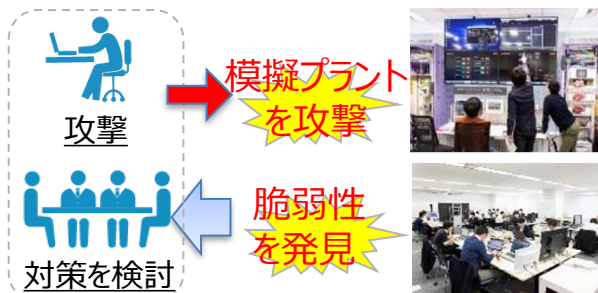 攻撃
模擬プラント
を攻撃
脆弱性
を発見
対策を検討